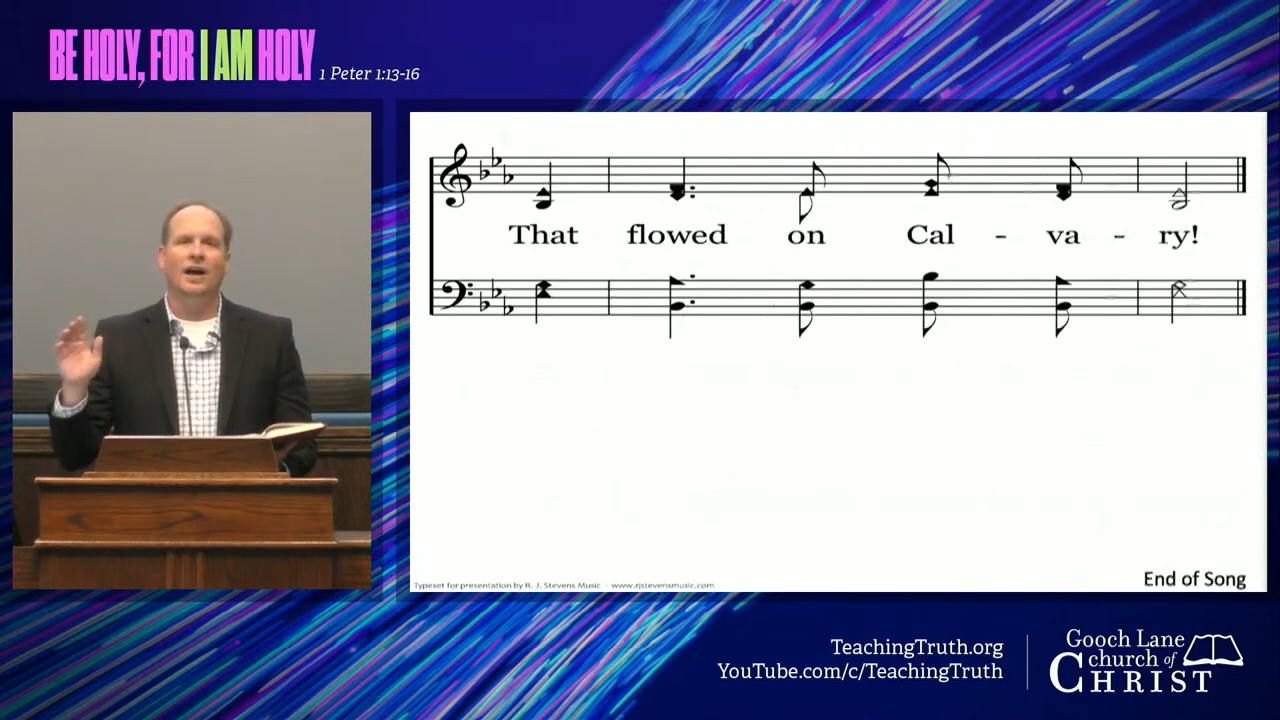 BE HOLY, FOR I AM HOLY 1 Peter 1:13-16
That flowed on Cal - va - ry!
Typeset for presentation by R. J. Stevens Music - www.rjstevensmusic.com
End of Song
TeachingTruth.org
YouTube.com/c/TeachingTruth
Gooch Lane
church of
CHRIST